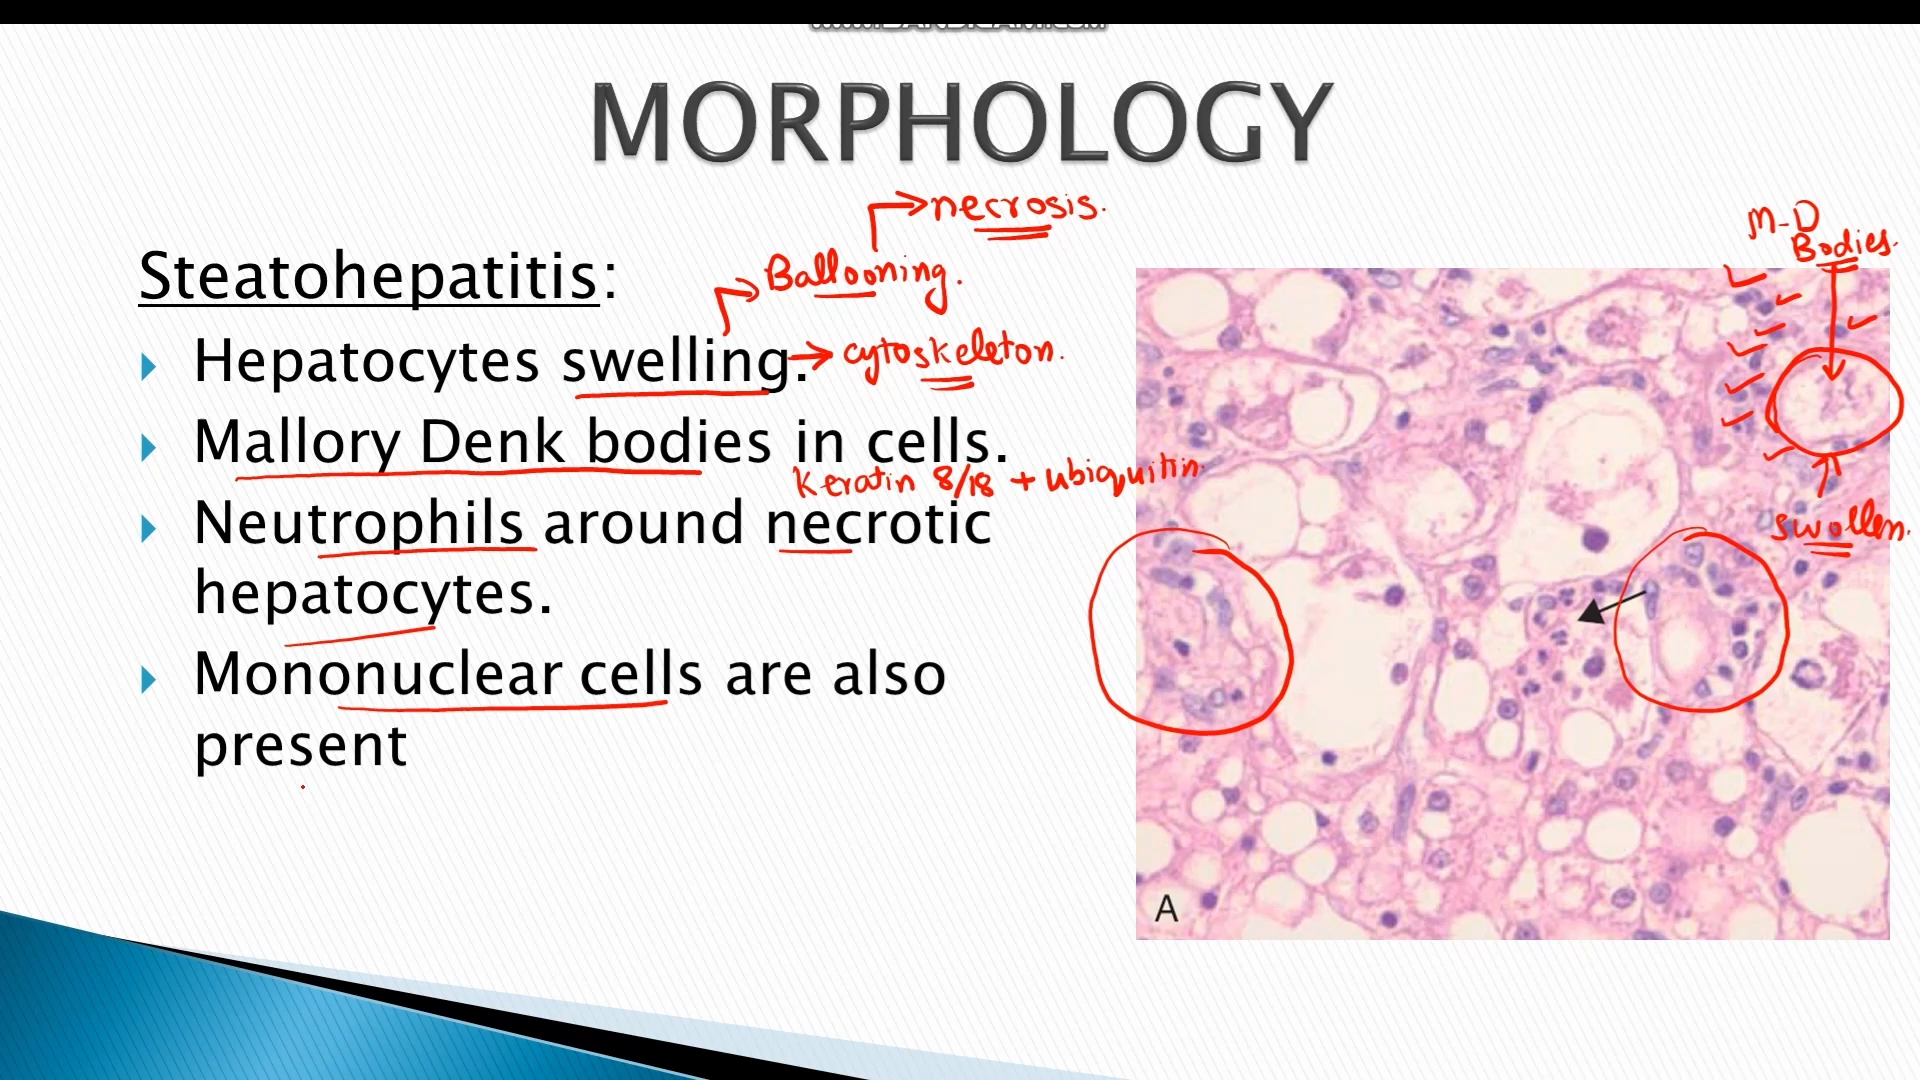 MORPHOLOGY
necrosis.
Steatohepatitis:
Ballooning.
Hepatocytes swelling.
cytoskeleton.
Mallory Denk bodies in cells.
Keratin 8/18 + ubiquitin
Neutrophils around necrotic
hepatocytes.
Mononuclear cells are also
present
M-D
Bodies.
swollen.
A